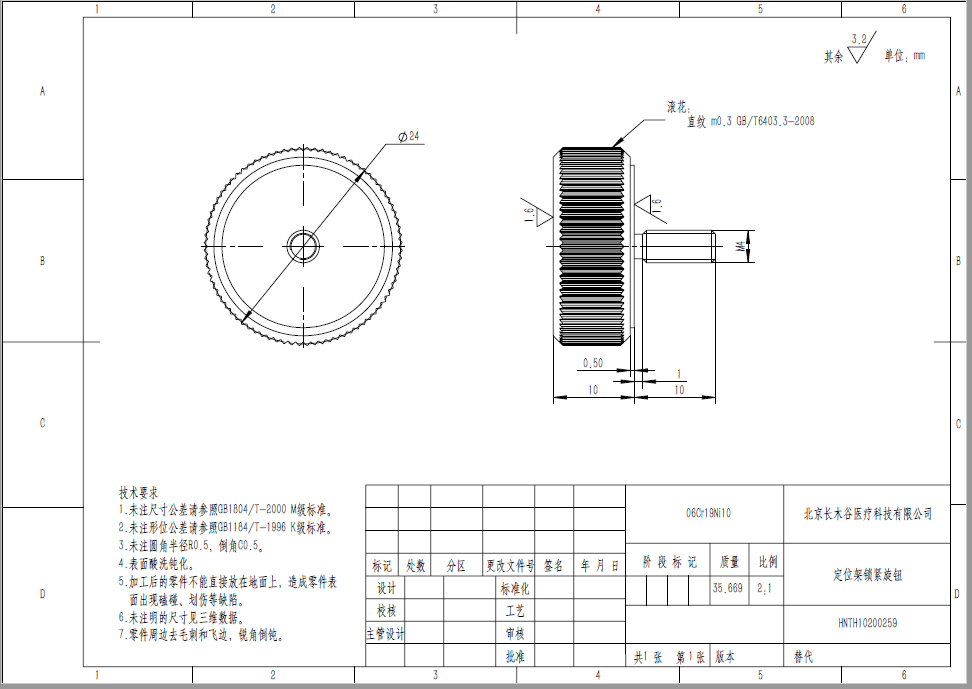 1 2 3 4 5 6
A A
B B
C C
D D
其余 3.2 单位: mm
滚花:
直纹 m0.3 GB/T6403.3-2008
∅24
1.6
1.6
M4
0.50
1
10
10
技术要求
1.未注尺寸公差请参照GB1804/T-2000 M级标准。
2.未注形位公差请参照GB1184/T-1996 K级标准。
3.未注圆角半径R0.5, 倒角C0.5。
4.表面酸洗钝化。
5.加工后的零件不能直接放在地面上, 造成零件表
面出现磕碰、划伤等缺陷。
6.未注明的尺寸见三维数据。
7.零件周边去毛刺和飞边, 锐角倒钝。
标记 处数 分区 更改文件号 签名 年 月 日
设计 标准化
校核 工艺
主管设计 审核
批准
06Cr19Ni10
阶 段 标 记 质量 比例
35.669 2:1
共1 张 第1 张 版本 替代
北京长木谷医疗科技有限公司
定位架锁紧旋钮
HNTH10200259
1 2 3 4 5 6